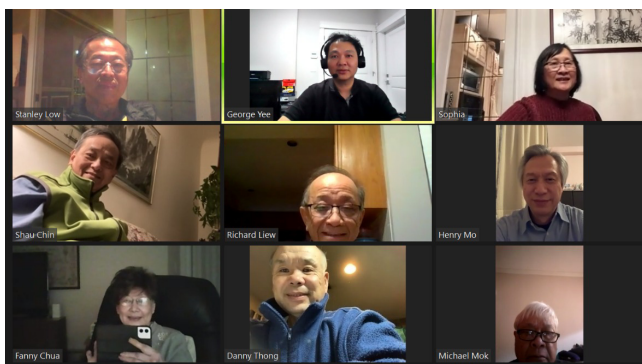 Stanley Low
George Yee
Sophia
Shau Chin
Richard Liew
Henry Mo
Fanny Chua
Danny Thong
Michael Mok